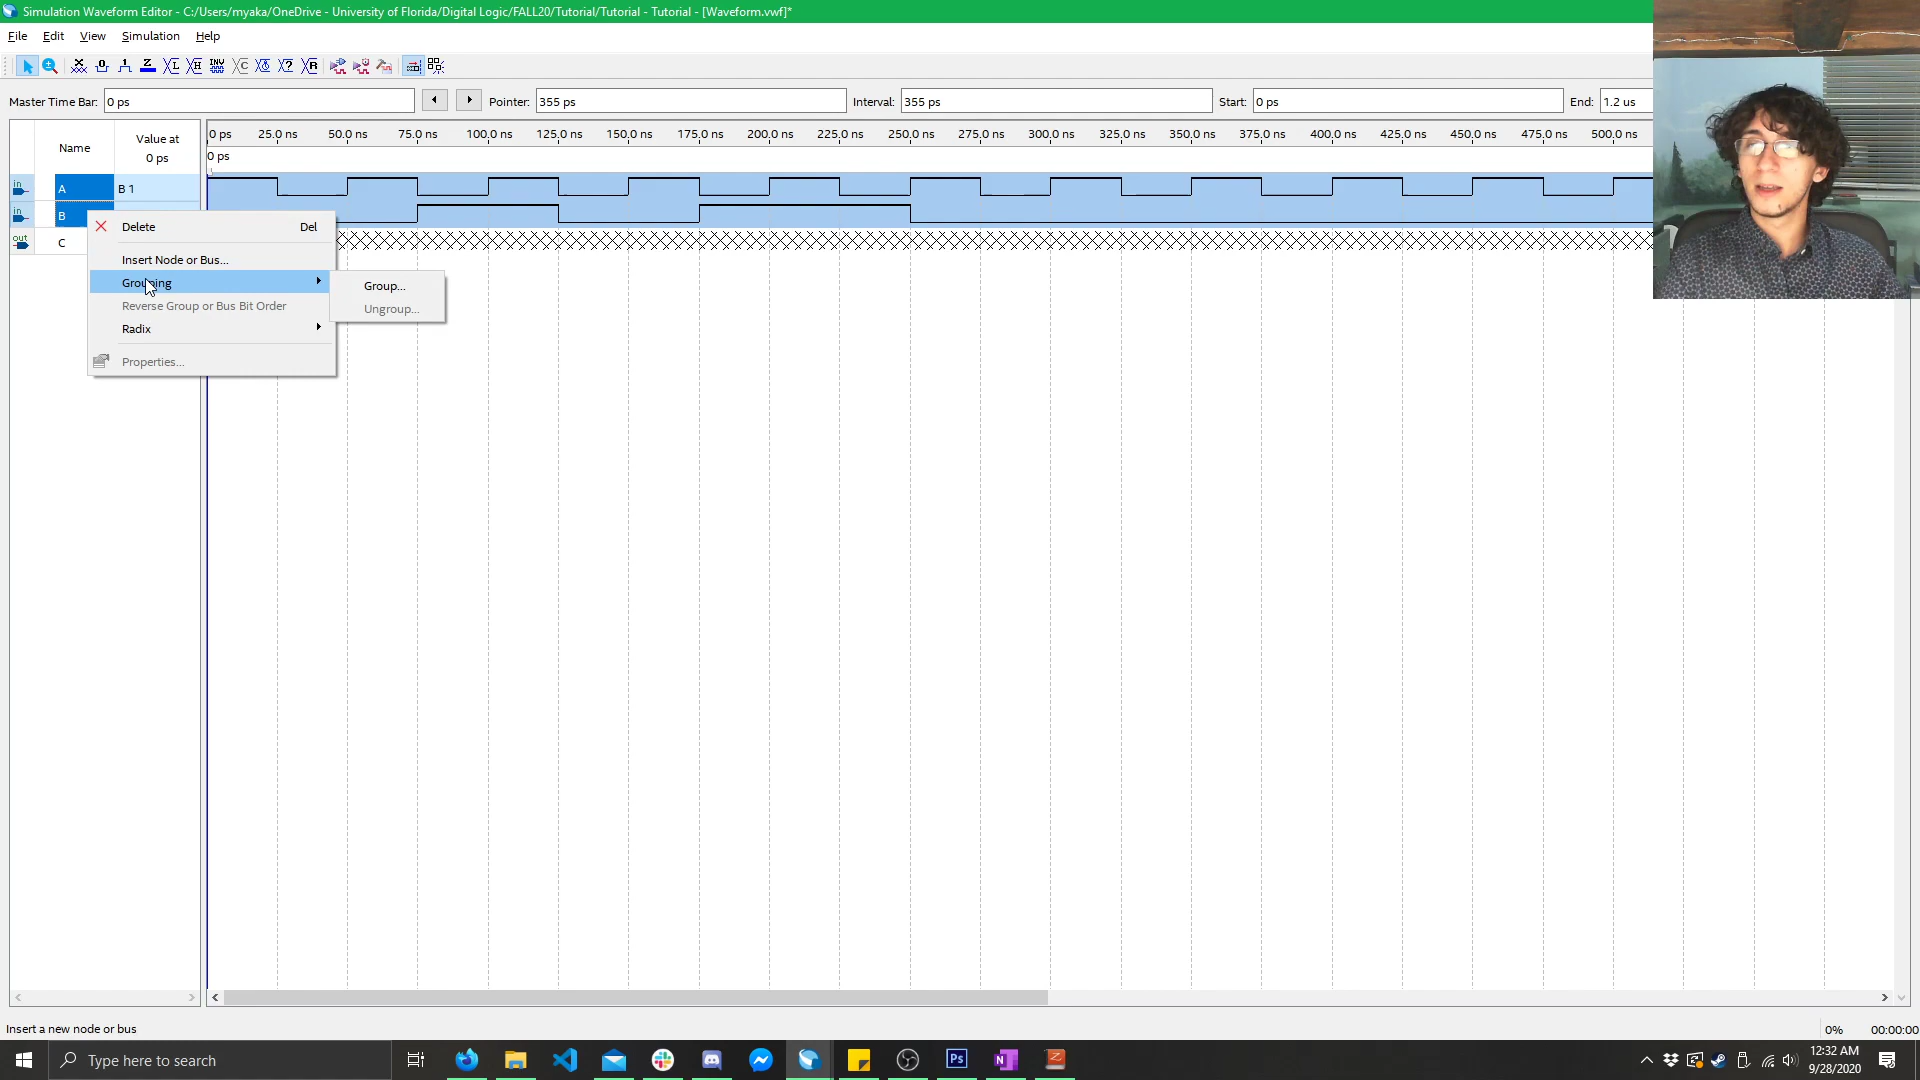 Simulation Waveform Editor - C:/Users/myaka/OneDrive - University of Florida/Digital Logic/FALL20/Tutorial/Tutorial - Tutorial - [Waveform.vwf]*
File Edit View Simulation Help
Master Time Bar: 0 ps Pointer: 355 ps Interval: 355 ps Start: 0 ps End: 1.2 us
Name Value at 0 ps
0 ps 25.0 ns 50.0 ns 75.0 ns 100.0 ns 125.0 ns 150.0 ns 175.0 ns 200.0 ns 225.0 ns 250.0 ns 275.0 ns 300.0 ns 325.0 ns 350.0 ns 375.0 ns 400.0 ns 425.0 ns 450.0 ns 475.0 ns 500.0 ns
0 ps
in A B 1
in B
out C
Delete Del
Insert Node or Bus...
Grouping
Group...
Ungroup...
Reverse Group or Bus Bit Order
Radix
Properties...
Insert a new node or bus
0% 00:00:00
Type here to search
Ps
N
Z
12:32 AM
9/28/2020